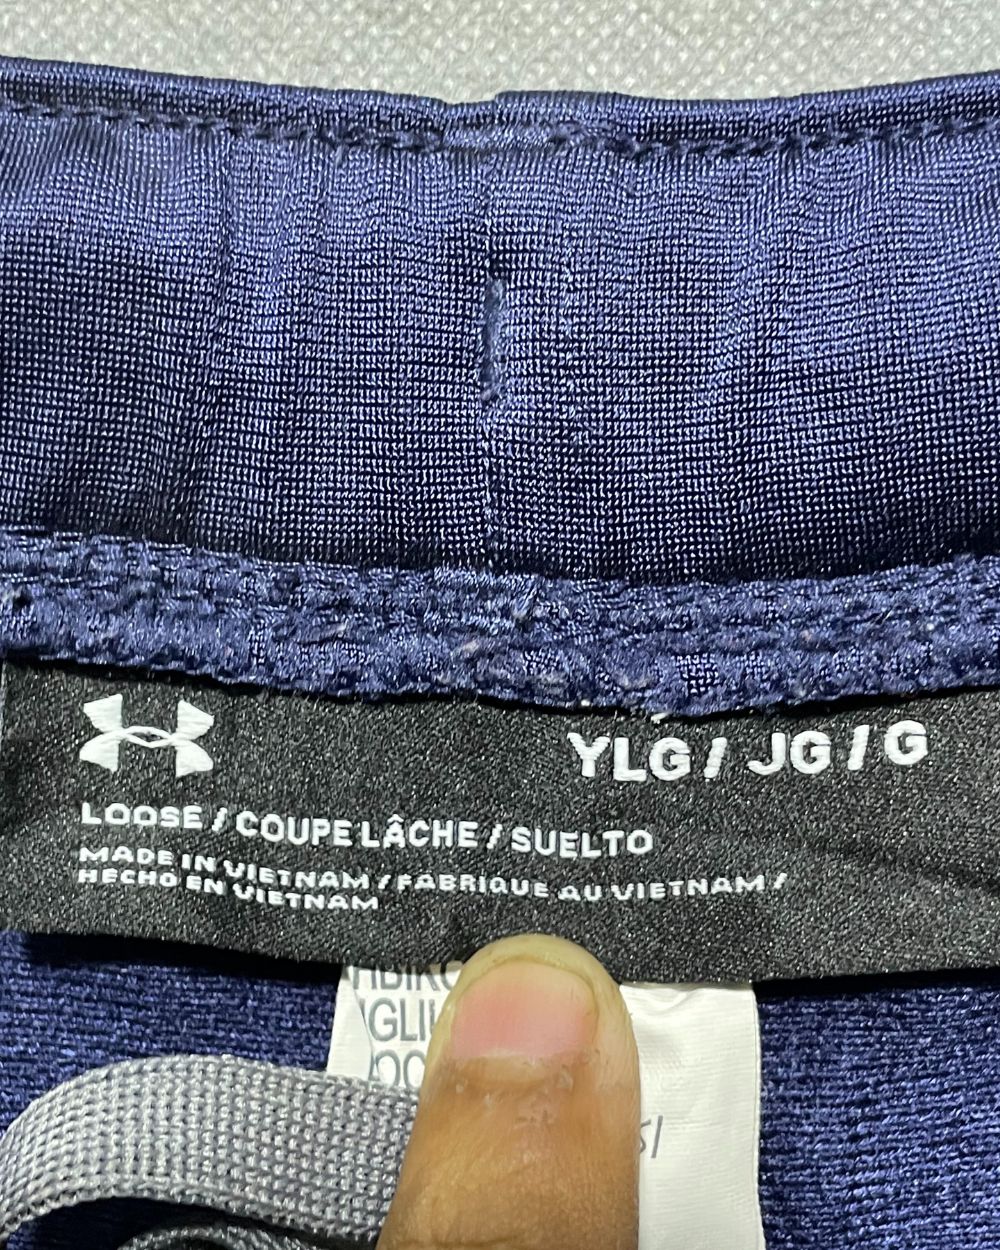 YLG / JG / G
LOOSE / COUPE LÂCHE / SUELTO
MADE IN VIETNAM / FABRIQUE AU VIETNAM /
HECHO EN VIETNAM